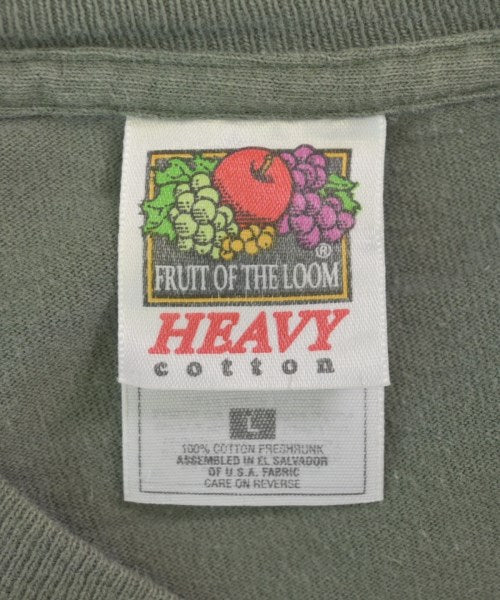 ®
FRUIT OF THE LOOM
HEAVY
cotton
L
100% COTTON PRESHRUNK
ASSEMBLED IN EL SALVADOR
OF U.S.A. FABRIC
CARE ON REVERSE